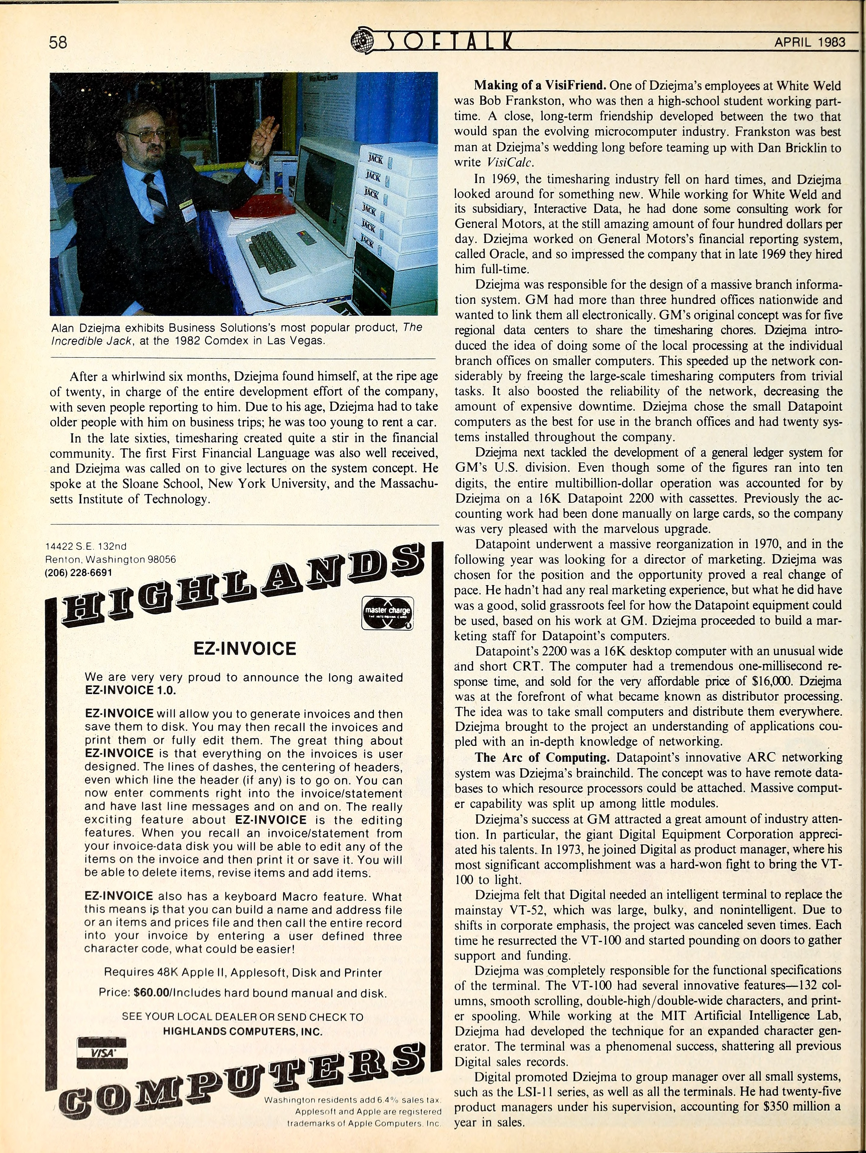 58
SOFTALK
APRIL 1983
JACK
JACK
JACK
JACK
JACK
JACK
Alan Dziejma exhibits Business Solutions's most popular product, The
Incredible Jack, at the 1982 Comdex in Las Vegas.
After a whirlwind six months, Dziejma found himself, at the ripe age
of twenty, in charge of the entire development effort of the company,
with seven people reporting to him. Due to his age, Dziejma had to take
older people with him on business trips; he was too young to rent a car.
In the late sixties, timesharing created quite a stir in the financial
community. The first First Financial Language was also well received,
and Dziejma was called on to give lectures on the system concept. He
spoke at the Sloane School, New York University, and the Massachu-
setts Institute of Technology.
14422 S.E. 132nd
Renton, Washington 98056
(206) 228-6691
HIGHLANDS
master charge
THE INTERBANK CARD
EZ-INVOICE
We are very very proud to announce the long awaited
EZ-INVOICE 1.0.
EZ-INVOICE will allow you to generate invoices and then
save them to disk. You may then recall the invoices and
print them or fully edit them. The great thing about
EZ-INVOICE is that everything on the invoices is user
designed. The lines of dashes, the centering of headers,
even which line the header (if any) is to go on. You can
now enter comments right into the invoice/statement
and have last line messages and on and on. The really
exciting feature about EZ-INVOICE is the editing
features. When you recall an invoice/statement from
your invoice-data disk you will be able to edit any of the
items on the invoice and then print it or save it. You will
be able to delete items, revise items and add items.
EZ-INVOICE also has a keyboard Macro feature. What
this means is that you can build a name and address file
or an items and prices file and then call the entire record
into your invoice by entering a user defined three
character code, what could be easier!
Requires 48K Apple II, Applesoft, Disk and Printer
Price: $60.00/Includes hard bound manual and disk.
SEE YOUR LOCAL DEALER OR SEND CHECK TO
HIGHLANDS COMPUTERS, INC.
VISA
COMPUTERS
Washington residents add 6.4% sales tax.
Applesoft and Apple are registered
trademarks of Apple Computers. Inc.
Making of a VisiFriend. One of Dziejma's employees at White Weld
was Bob Frankston, who was then a high-school student working part-
time. A close, long-term friendship developed between the two that
would span the evolving microcomputer industry. Frankston was best
man at Dziejma's wedding long before teaming up with Dan Bricklin to
write VisiCalc.
In 1969, the timesharing industry fell on hard times, and Dziejma
looked around for something new. While working for White Weld and
its subsidiary, Interactive Data, he had done some consulting work for
General Motors, at the still amazing amount of four hundred dollars per
day. Dziejma worked on General Motors's financial reporting system,
called Oracle, and so impressed the company that in late 1969 they hired
him full-time.
Dziejma was responsible for the design of a massive branch informa-
tion system. GM had more than three hundred offices nationwide and
wanted to link them all electronically. GM's original concept was for five
regional data centers to share the timesharing chores. Dziejma intro-
duced the idea of doing some of the local processing at the individual
branch offices on smaller computers. This speeded up the network con-
siderably by freeing the large-scale timesharing computers from trivial
tasks. It also boosted the reliability of the network, decreasing the
amount of expensive downtime. Dziejma chose the small Datapoint
computers as the best for use in the branch offices and had twenty sys-
tems installed throughout the company.
Dziejma next tackled the development of a general ledger system for
GM's U.S. division. Even though some of the figures ran into ten
digits, the entire multibillion-dollar operation was accounted for by
Dziejma on a 16K Datapoint 2200 with cassettes. Previously the ac-
counting work had been done manually on large cards, so the company
was very pleased with the marvelous upgrade.
Datapoint underwent a massive reorganization in 1970, and in the
following year was looking for a director of marketing. Dziejma was
chosen for the position and the opportunity proved a real change of
pace. He hadn't had any real marketing experience, but what he did have
was a good, solid grassroots feel for how the Datapoint equipment could
be used, based on his work at GM. Dziejma proceeded to build a mar-
keting staff for Datapoint's computers.
Datapoint's 2200 was a 16K desktop computer with an unusual wide
and short CRT. The computer had a tremendous one-millisecond re-
sponse time, and sold for the very affordable price of $16,000. Dziejma
was at the forefront of what became known as distributor processing.
The idea was to take small computers and distribute them everywhere.
Dziejma brought to the project an understanding of applications cou-
pled with an in-depth knowledge of networking.
The Arc of Computing. Datapoint's innovative ARC networking
system was Dziejma's brainchild. The concept was to have remote data-
bases to which resource processors could be attached. Massive comput-
er capability was split up among little modules.
Dziejma's success at GM attracted a great amount of industry atten-
tion. In particular, the giant Digital Equipment Corporation appreci-
ated his talents. In 1973, he joined Digital as product manager, where his
most significant accomplishment was a hard-won fight to bring the VT-
100 to light.
Dziejma felt that Digital needed an intelligent terminal to replace the
mainstay VT-52, which was large, bulky, and nonintelligent. Due to
shifts in corporate emphasis, the project was canceled seven times. Each
time he resurrected the VT-100 and started pounding on doors to gather
support and funding.
Dziejma was completely responsible for the functional specifications
of the terminal. The VT-100 had several innovative features—132 col-
umns, smooth scrolling, double-high/double-wide characters, and print-
er spooling. While working at the MIT Artificial Intelligence Lab,
Dziejma had developed the technique for an expanded character gen-
erator. The terminal was a phenomenal success, shattering all previous
Digital sales records.
Digital promoted Dziejma to group manager over all small systems,
such as the LSI-11 series, as well as all the terminals. He had twenty-five
product managers under his supervision, accounting for $350 million a
year in sales.